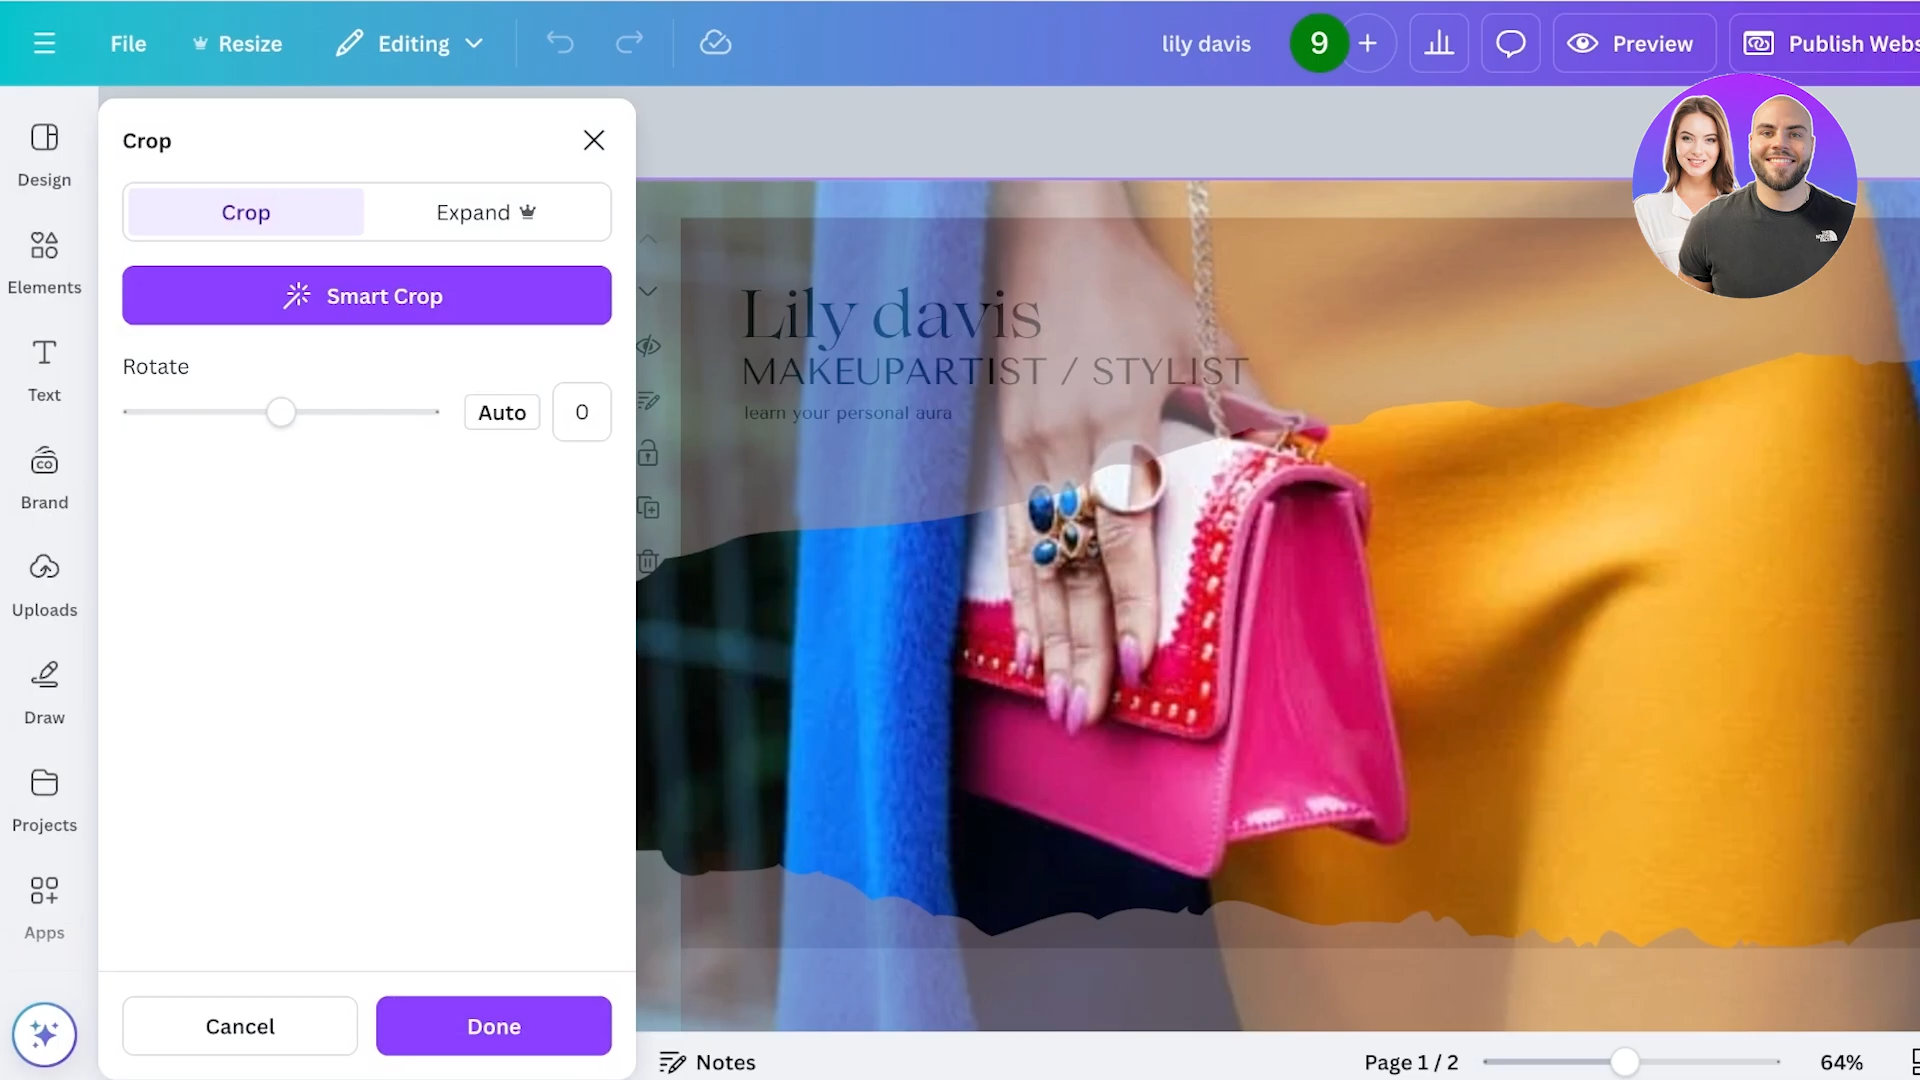 File
Resize
Editing
lily davis
9
Preview
Publish Webs
Design
Elements
Text
Brand
Uploads
Draw
Projects
Apps
Crop
Crop
Expand
Smart Crop
Rotate
Auto
0
Cancel
Done
Lily davis
MAKEUPARTIST / STYLIST
learn your personal aura
Notes
Page 1 / 2
64%